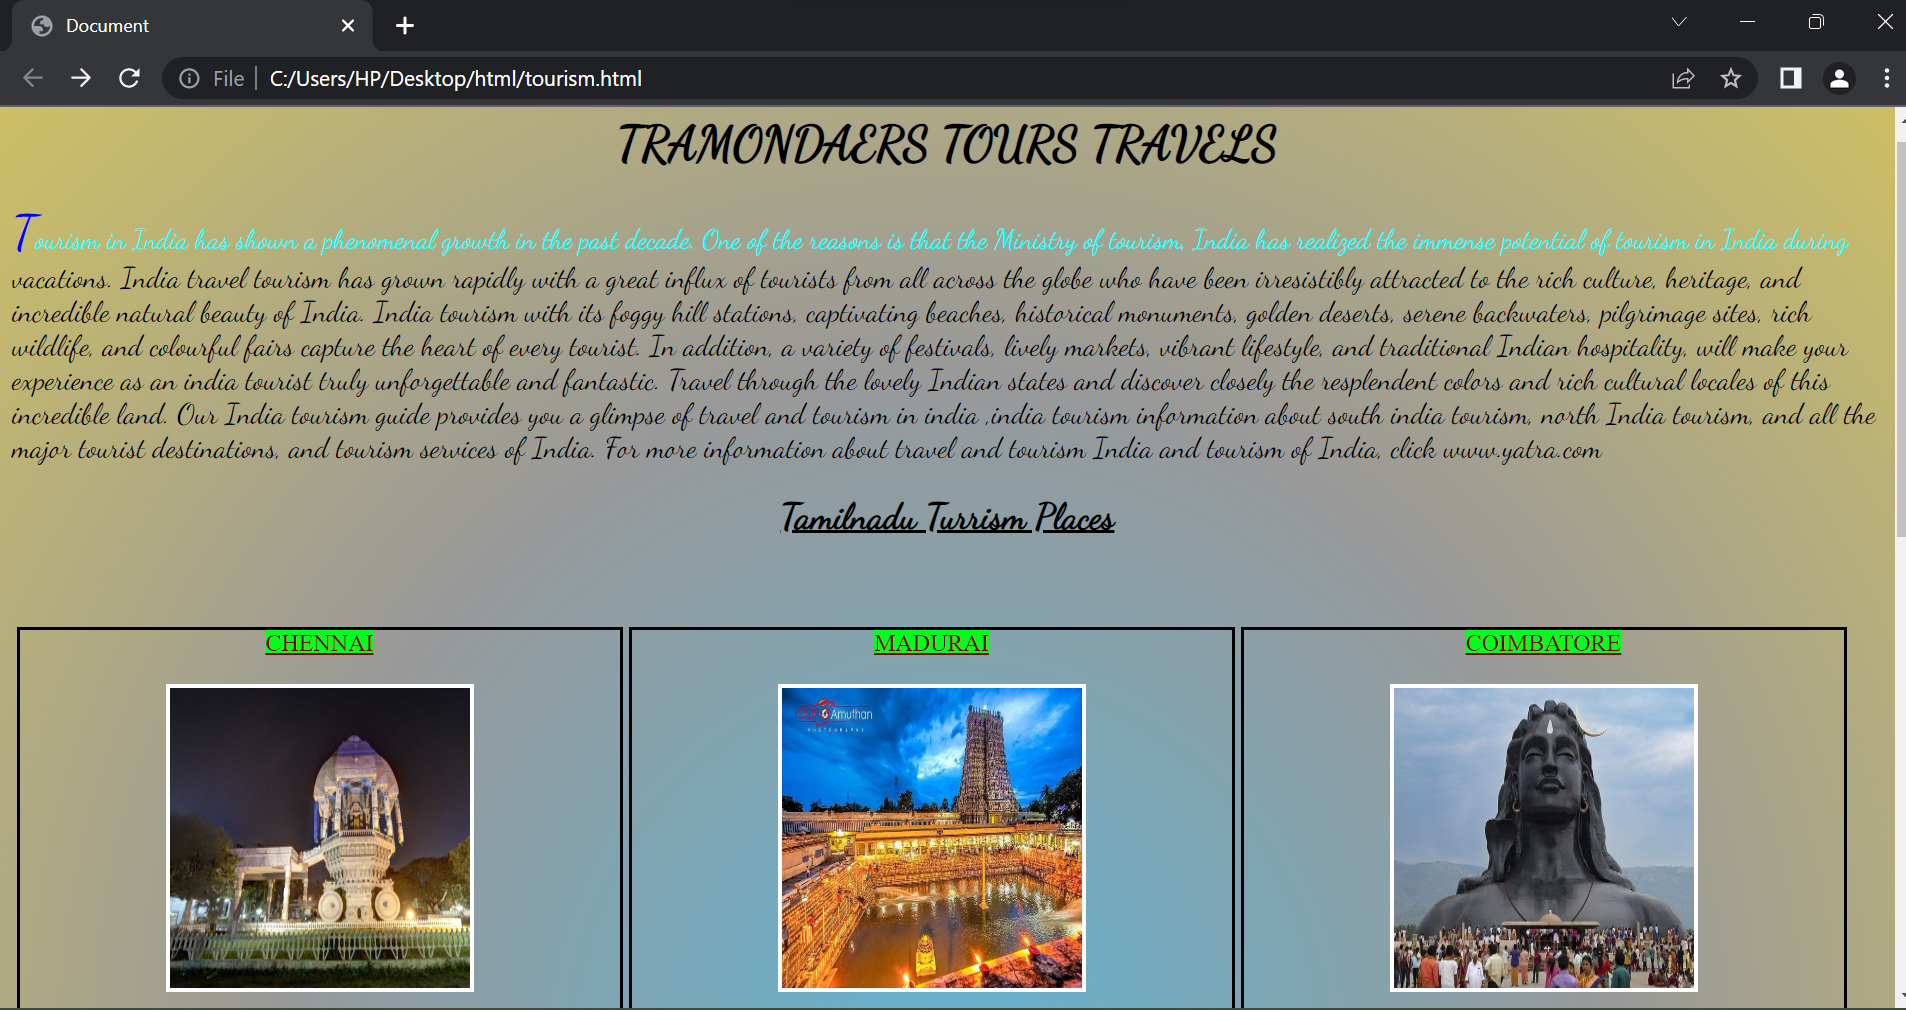 Document
File
C:/Users/HP/Desktop/html/tourism.html
TRAMONDAERS TOURS TRAVELS
Tourism in India has shown a phenomenal growth in the past decade. One of the reasons is that the Ministry of tourism, India has realized the immense potential of tourism in India during
vacations. India travel tourism has grown rapidly with a great influx of tourists from all across the globe who have been irresistibly attracted to the rich culture, heritage, and
incredible natural beauty of India. India tourism with its foggy hill stations, captivating beaches, historical monuments, golden deserts, serene backwaters, pilgrimage sites, rich
wildlife, and colourful fairs capture the heart of every tourist. In addition, a variety of festivals, lively markets, vibrant lifestyle, and traditional Indian hospitality, will make your
experience as an india tourist truly unforgettable and fantastic. Travel through the lovely Indian states and discover closely the resplendent colors and rich cultural locales of this
incredible land. Our India tourism guide provides you a glimpse of travel and tourism in india ,india tourism information about south india tourism, north India tourism, and all the
major tourist destinations, and tourism services of India. For more information about travel and tourism India and tourism of India, click www.yatra.com
Tamilnadu Turrism Places
CHENNAI
MADURAI
COIMBATORE
Amuthan
PHOTOGRAPHY